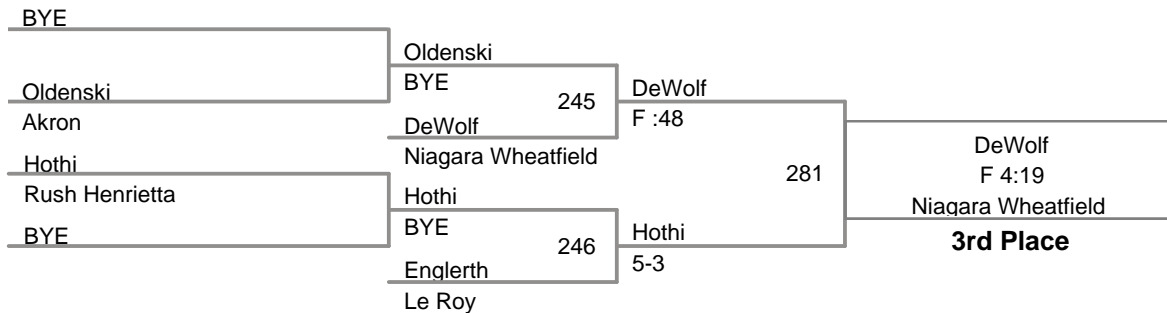 BYE
Oldenski
Akron
Hothi
Rush Henrietta
BYE
Oldenski
BYE
245
DeWolf
Niagara Wheatfield
Hothi
BYE
246
Englerth
Le Roy
DeWolf
F :48
281
Hothi
5-3
DeWolf
F 4:19
Niagara Wheatfield
3rd Place